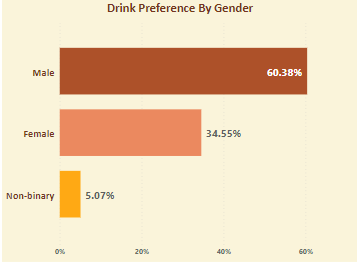 Drink Preference By Gender
Male
60.38%
Female
34.55%
Non-binary
5.07%
0% 20% 40% 60%